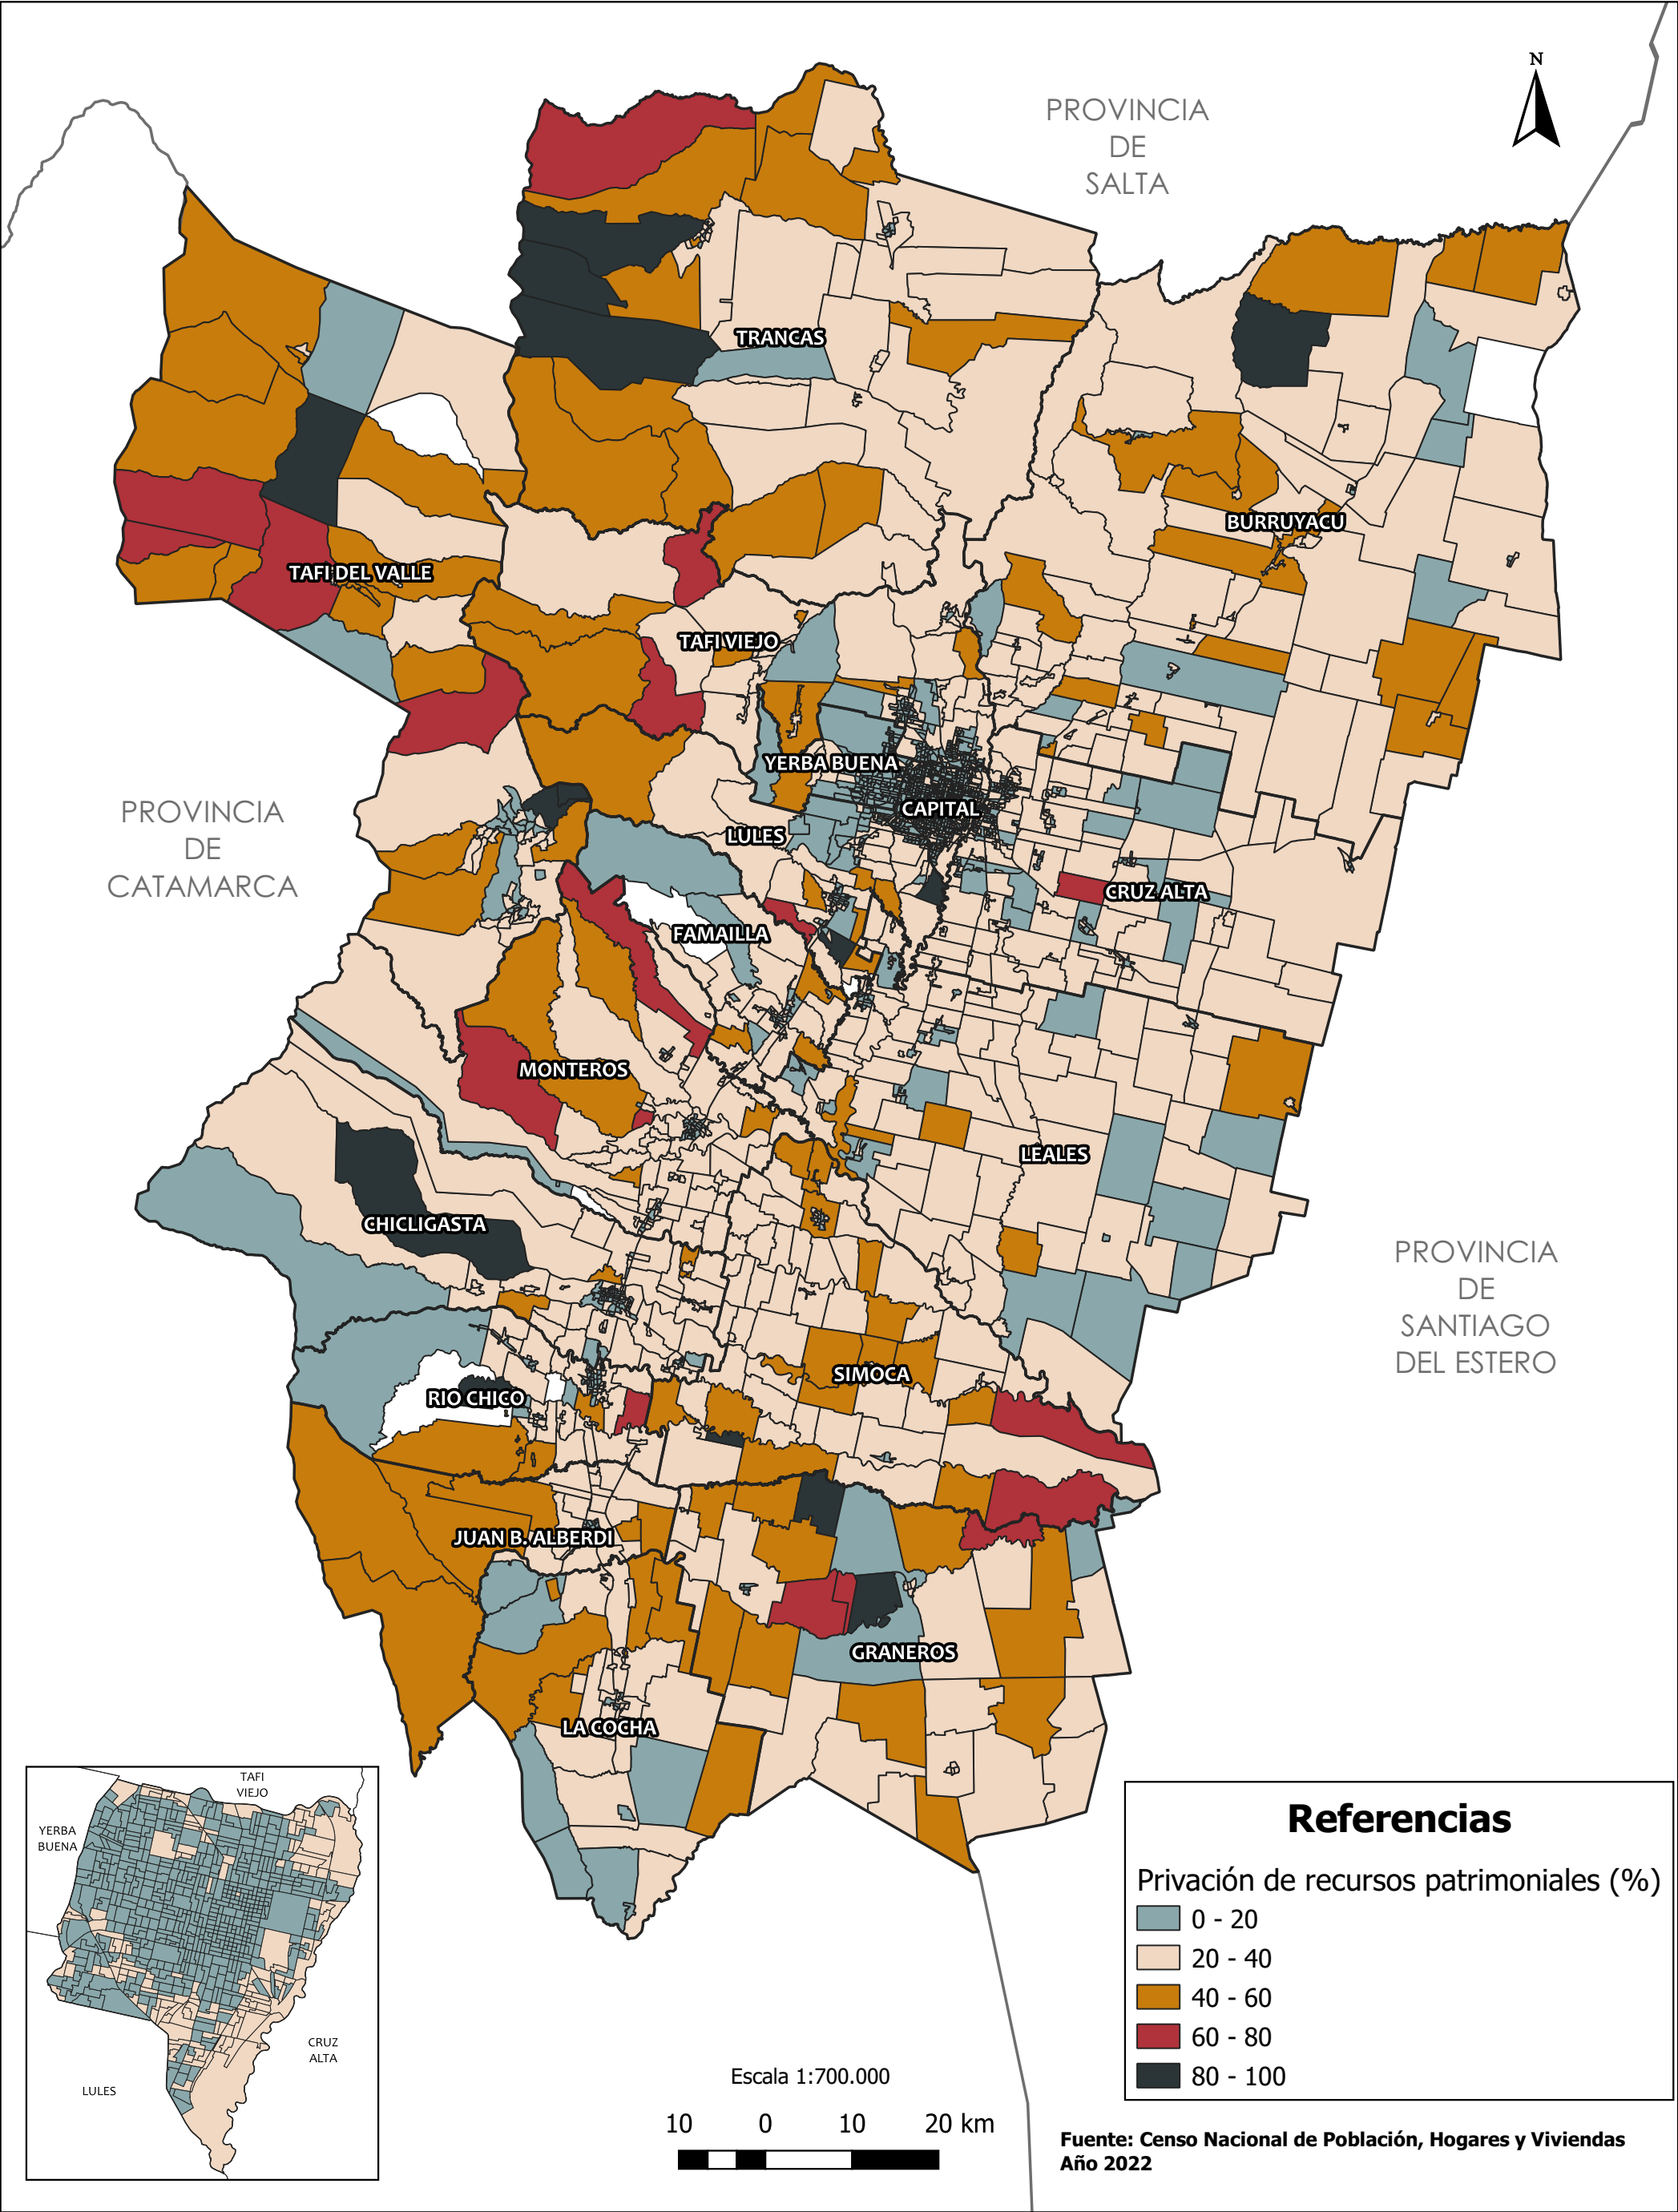 N
PROVINCIA
DE
SALTA
TRANCAS
BURRUYACU
TAFI DEL VALLE
TAFI VIEJO
YERBA BUENA
CAPITAL
LULES
PROVINCIA
DE
CATAMARCA
CRUZ ALTA
FAMAILLA
MONTEROS
LEALES
CHICLIGASTA
PROVINCIA
DE
SANTIAGO
DEL ESTERO
SIMOCA
RIO CHICO
JUAN B. ALBERDI
GRANEROS
LA COCHA
TAFI
VIEJO
YERBA
BUENA
CRUZ
ALTA
LULES
Referencias
Privación de recursos patrimoniales (%)
0 - 20
20 - 40
40 - 60
60 - 80
80 - 100
Escala 1:700.000
10 0 10 20 km
Fuente: Censo Nacional de Población, Hogares y Viviendas
Año 2022